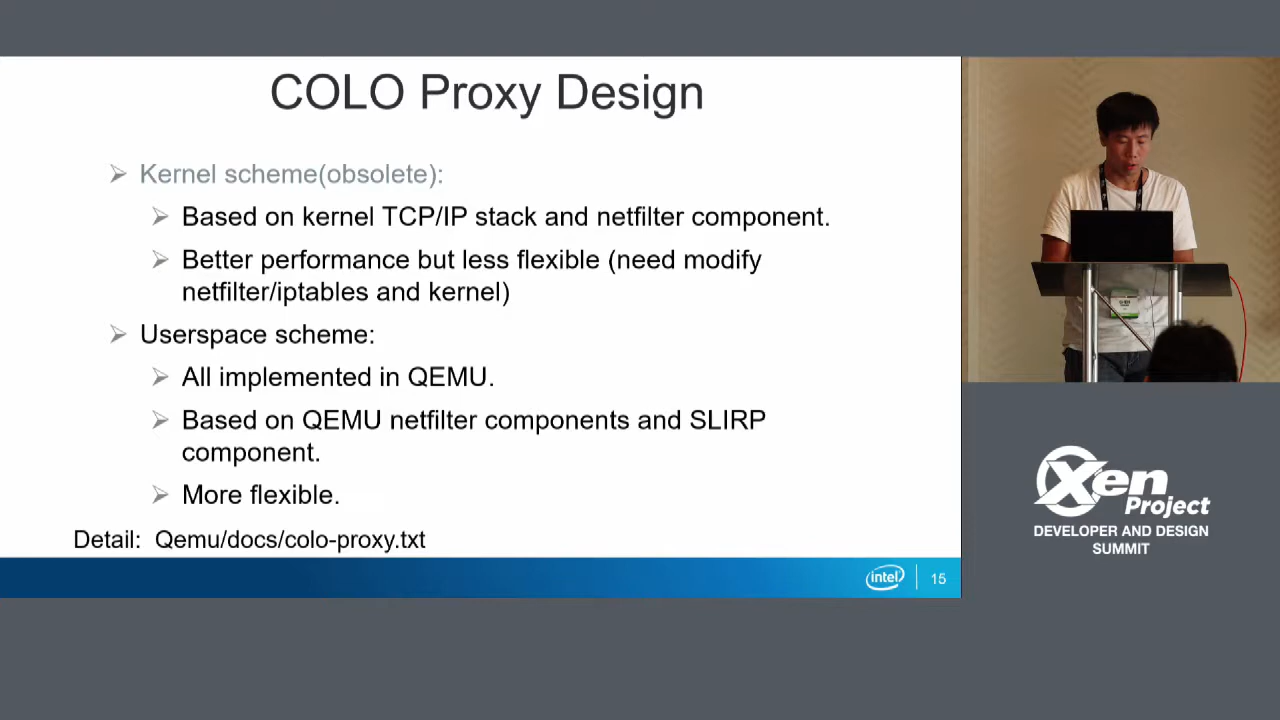 COLO Proxy Design
Kernel scheme(obsolete):
Based on kernel TCP/IP stack and netfilter component.
Better performance but less flexible (need modify
netfilter/iptables and kernel)
Userspace scheme:
All implemented in QEMU.
Based on QEMU netfilter components and SLIRP
component.
More flexible.
Detail: Qemu/docs/colo-proxy.txt
intel
15
Xen
Project
DEVELOPER AND DESIGN
SUMMIT